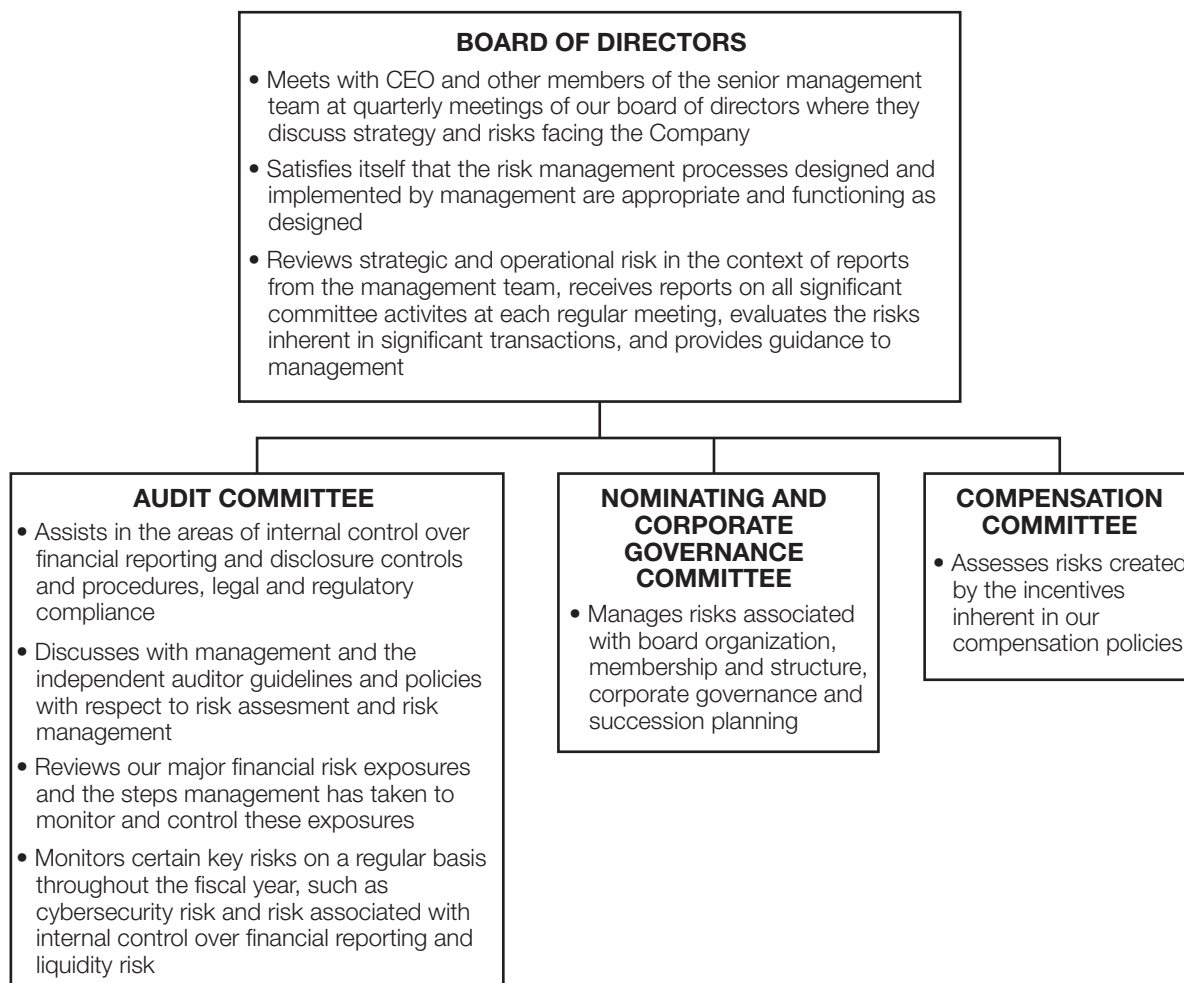 BOARD OF DIRECTORS
• Meets with CEO and other members of the senior management
team at quarterly meetings of our board of directors where they
discuss strategy and risks facing the Company
• Satisfies itself that the risk management processes designed and
implemented by management are appropriate and functioning as
designed
• Reviews strategic and operational risk in the context of reports
from the management team, receives reports on all significant
committee activites at each regular meeting, evaluates the risks
inherent in significant transactions, and provides guidance to
management
AUDIT COMMITTEE
• Assists in the areas of internal control over
financial reporting and disclosure controls
and procedures, legal and regulatory
compliance
• Discusses with management and the
independent auditor guidelines and policies
with respect to risk assesment and risk
management
• Reviews our major financial risk exposures
and the steps management has taken to
monitor and control these exposures
• Monitors certain key risks on a regular basis
throughout the fiscal year, such as
cybersecurity risk and risk associated with
internal control over financial reporting and
liquidity risk
NOMINATING AND
CORPORATE
GOVERNANCE
COMMITTEE
• Manages risks associated
with board organization,
membership and structure,
corporate governance and
succession planning
COMPENSATION
COMMITTEE
• Assesses risks created
by the incentives
inherent in our
compensation policies